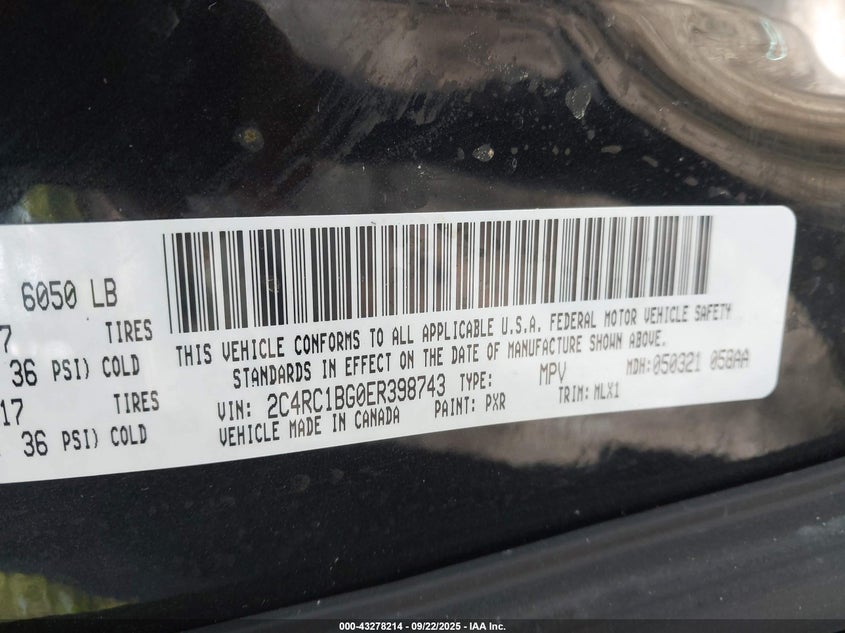 6050 LB
7 TIRES
36 PSI) COLD
17 TIRES
36 PSI) COLD
THIS VEHICLE CONFORMS TO ALL APPLICABLE U.S.A. FEDERAL MOTOR VEHICLE SAFETY
STANDARDS IN EFFECT ON THE DATE OF MANUFACTURE SHOWN ABOVE.
VIN: 2C4RC1BG0ER398743 TYPE: MPV MDH: 050321 058AA
VEHICLE MADE IN CANADA PAINT: PXR TRIM: MLX1
000-43278214 - 09/22/2025 - IAA Inc.